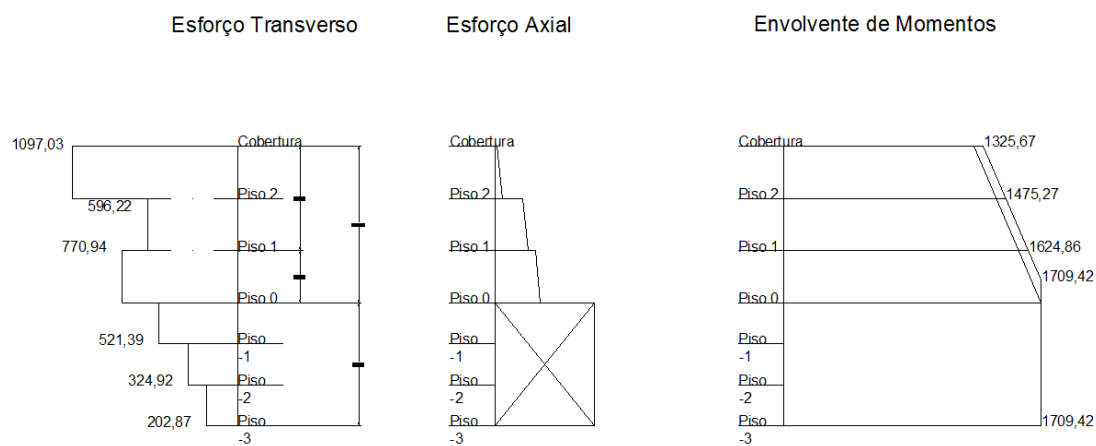 Esforço Transverso
Esforço Axial
Envolvente de Momentos
1097,03
Cobertura
Piso 2
596,22
770,94
Piso 1
Piso 0
521,39
Piso
-1
324,92
Piso
-2
202,87
Piso
-3
Cobertura
Piso 2
Piso 1
Piso 0
Piso
-1
Piso
-2
Piso
-3
Cobertura
1325,67
Piso 2
1475,27
Piso 1
1624,86
1709,42
Piso 0
Piso
-1
Piso
-2
Piso
-3
1709,42